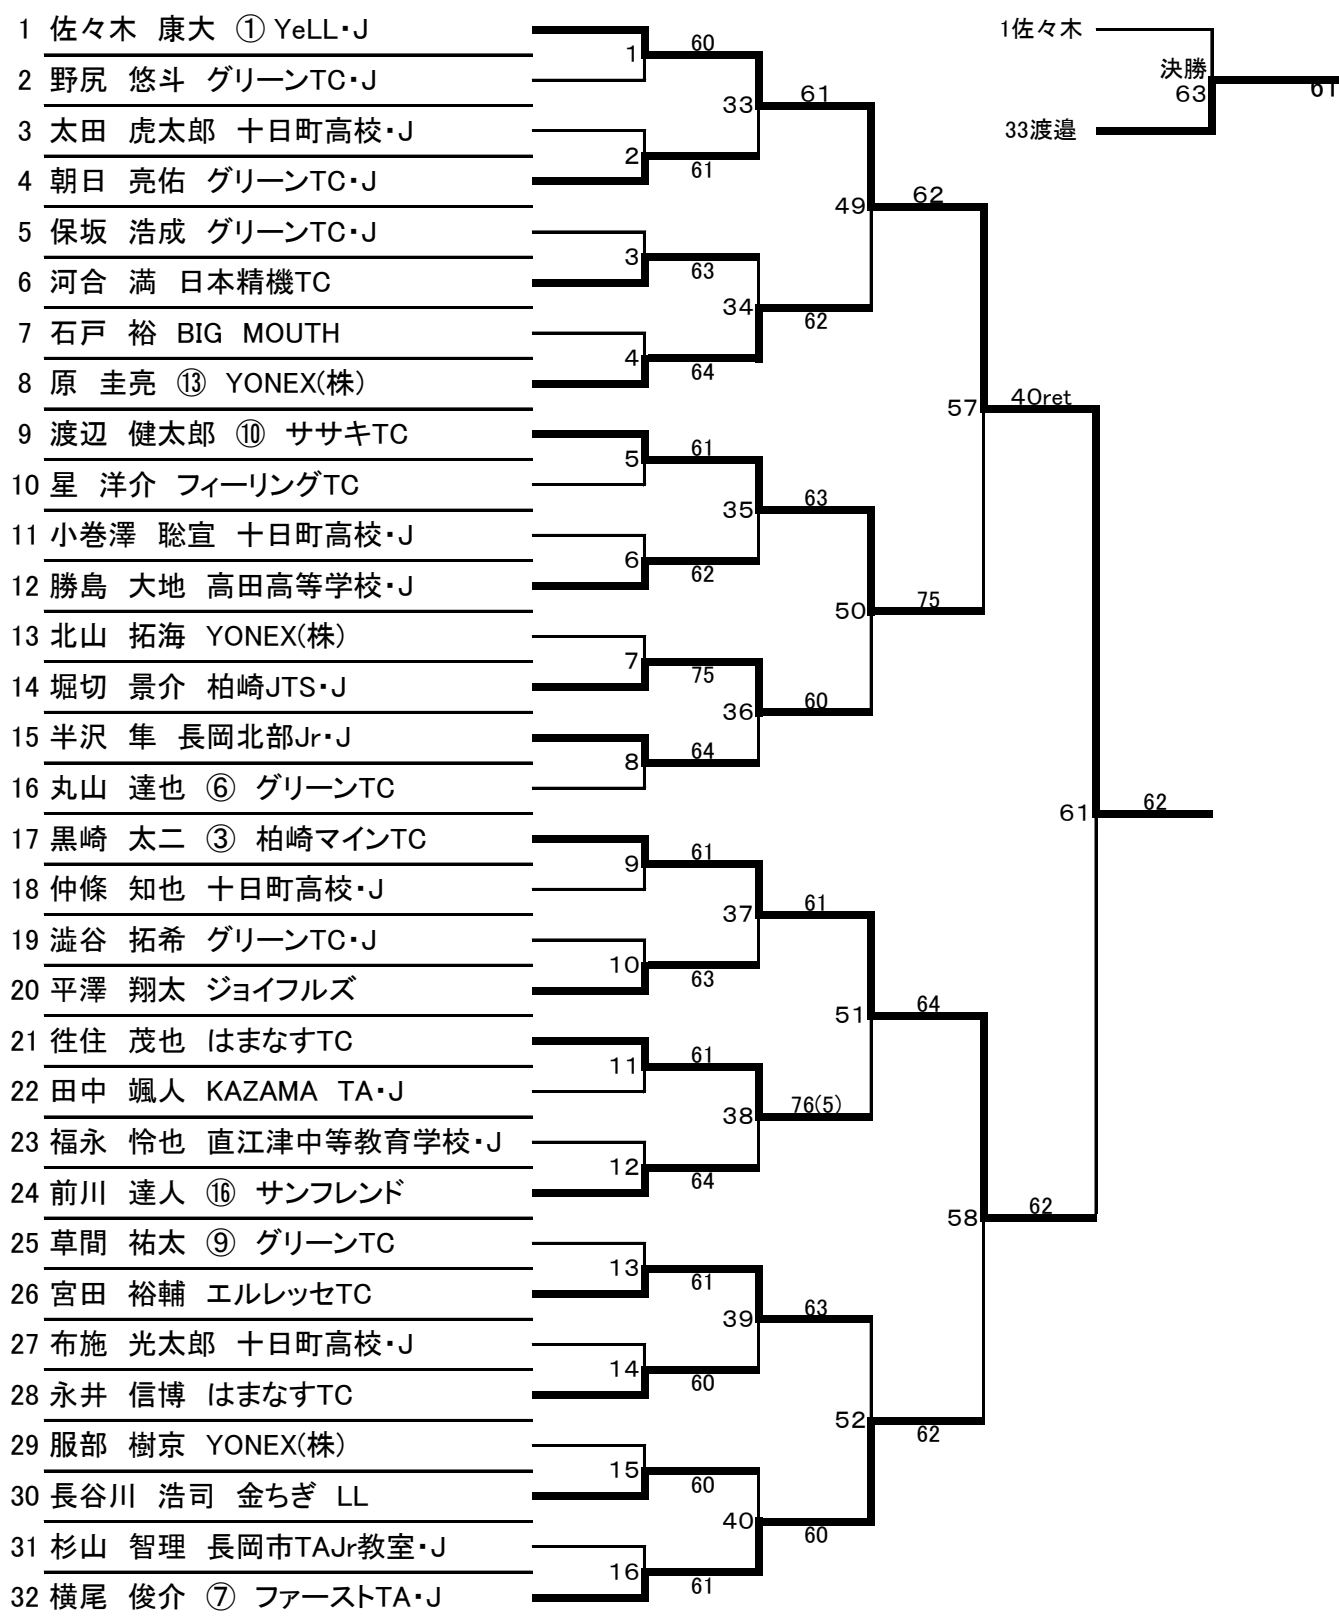 1 佐々木 康大 ① YeLL・J
2 野尻 悠斗 グリーンTC・J
3 太田 虎太郎 十日町高校・J
4 朝日 亮佑 グリーンTC・J
5 保坂 浩成 グリーンTC・J
6 河合 満 日本精機TC
7 石戸 裕 BIG MOUTH
8 原 圭亮 ⑬ YONEX(株)
9 渡辺 健太郎 ⑩ ササキTC
10 星 洋介 フィーリングTC
11 小巻澤 聡宣 十日町高校・J
12 勝島 大地 高田高等学校・J
13 北山 拓海 YONEX(株)
14 堀切 景介 柏崎JTS・J
15 半沢 隼 長岡北部Jr・J
16 丸山 達也 ⑥ グリーンTC
17 黒崎 太二 ③ 柏崎マインTC
18 仲條 知也 十日町高校・J
19 澁谷 拓希 グリーンTC・J
20 平澤 翔太 ジョイフルズ
21 徃住 茂也 はまなすTC
22 田中 颯人 KAZAMA TA・J
23 福永 怜也 直江津中等教育学校・J
24 前川 達人 ⑯ サンフレンド
25 草間 祐太 ⑨ グリーンTC
26 宮田 裕輔 エルレッセTC
27 布施 光太郎 十日町高校・J
28 永井 信博 はまなすTC
29 服部 樹京 YONEX(株)
30 長谷川 浩司 金ちぎ LL
31 杉山 智理 長岡市TAJr教室・J
32 横尾 俊介 ⑦ ファーストTA・J
1
60
2
61
3
63
4
64
5
61
6
62
7
75
8
64
9
61
10
63
11
61
12
64
13
61
14
60
15
60
16
61
33
61
34
62
35
63
36
60
37
61
38
76(5)
39
63
40
60
49
62
50
75
51
64
52
62
57
40ret
58
62
61
62
1佐々木
決勝
63
61
33渡邉